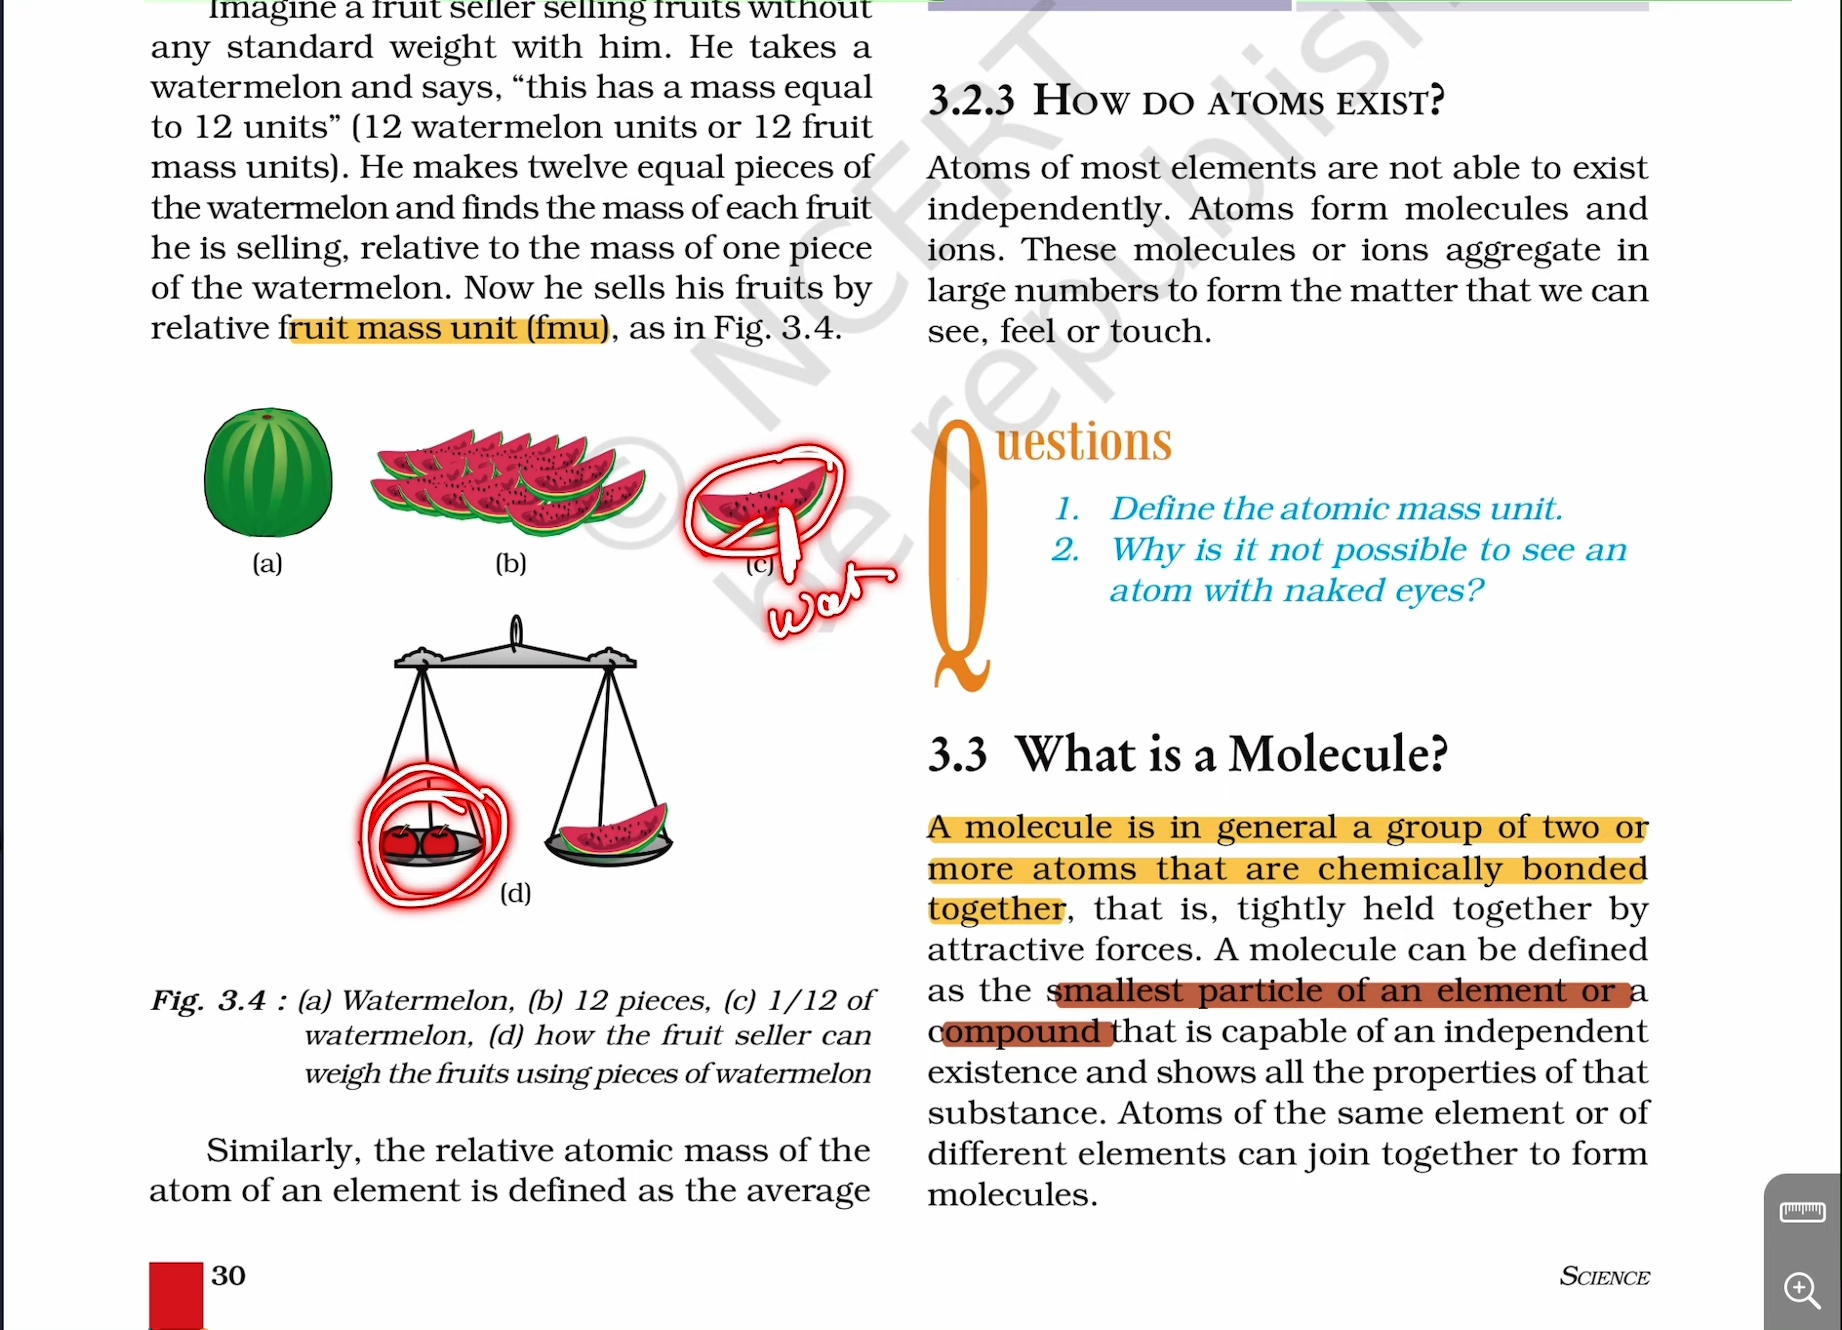 Imagine a fruit seller selling fruits without
any standard weight with him. He takes a
watermelon and says, “this has a mass equal
to 12 units” (12 watermelon units or 12 fruit
mass units). He makes twelve equal pieces of
the watermelon and finds the mass of each fruit
he is selling, relative to the mass of one piece
of the watermelon. Now he sells his fruits by
relative fruit mass unit (fmu), as in Fig. 3.4.
(a)
(b)
(c)
wat
(d)
Fig. 3.4 : (a) Watermelon, (b) 12 pieces, (c) 1/12 of
watermelon, (d) how the fruit seller can
weigh the fruits using pieces of watermelon
Similarly, the relative atomic mass of the
atom of an element is defined as the average
3.2.3 HOW DO ATOMS EXIST?
Atoms of most elements are not able to exist
independently. Atoms form molecules and
ions. These molecules or ions aggregate in
large numbers to form the matter that we can
see, feel or touch.
Questions
1. Define the atomic mass unit.
2. Why is it not possible to see an
atom with naked eyes?
3.3 What is a Molecule?
A molecule is in general a group of two or
more atoms that are chemically bonded
together, that is, tightly held together by
attractive forces. A molecule can be defined
as the smallest particle of an element or a
compound that is capable of an independent
existence and shows all the properties of that
substance. Atoms of the same element or of
different elements can join together to form
molecules.
30
SCIENCE
© NCERT
be republish